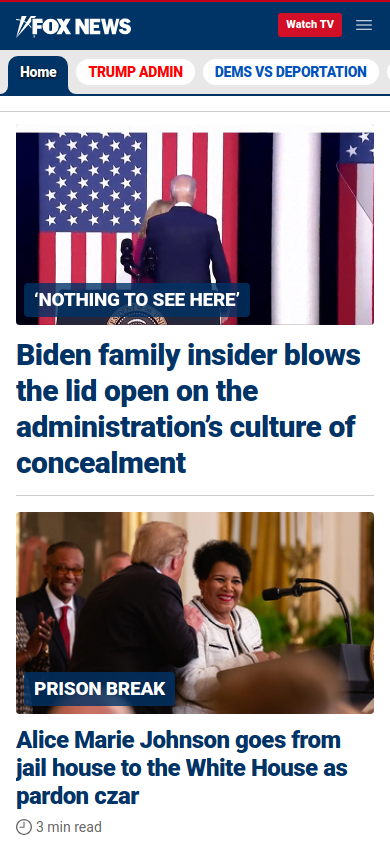 FOX NEWS
Watch TV
Home
TRUMP ADMIN
DEMS VS DEPORTATION
‘NOTHING TO SEE HERE’
Biden family insider blows
the lid open on the
administration’s culture of
concealment
PRISON BREAK
Alice Marie Johnson goes from
jail house to the White House as
pardon czar
3 min read